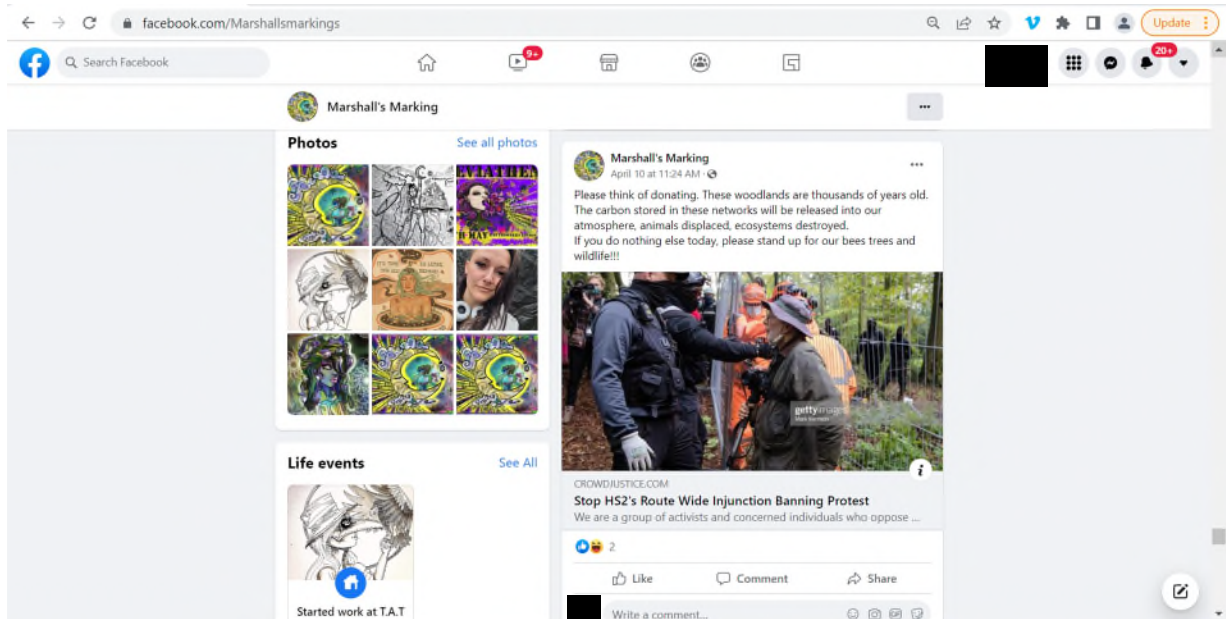 facebook.com/Marshallsmarkings
Update
Search Facebook
9+
20+
Marshall's Marking
Photos
See all photos
Life events
See All
Started work at T.A.T
Marshall's Marking
April 10 at 11:24 AM ·
Please think of donating. These woodlands are thousands of years old.
The carbon stored in these networks will be released into our
atmosphere, animals displaced, ecosystems destroyed.
If you do nothing else today, please stand up for our bees trees and
wildlife!!!
gettyimages
CROWDJUSTICE.COM
Stop HS2's Route Wide Injunction Banning Protest
We are a group of activists and concerned individuals who oppose ...
2
Like
Comment
Share
Write a comment...
GIF